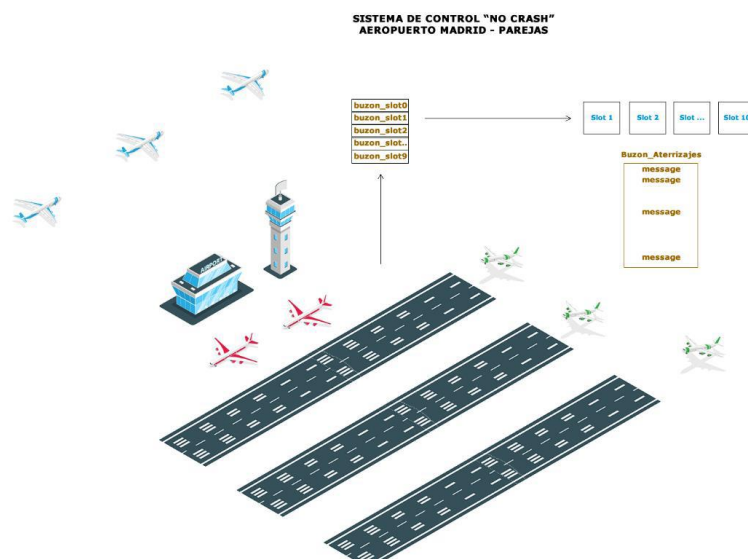 SISTEMA DE CONTROL “NO CRASH”
AEROPUERTO MADRID - PAREJAS
buzon_slot0
buzon_slot1
buzon_slot2
buzon_slot..
buzon_slot9
Slot 1
Slot 2
Slot ...
Slot 10
Buzon_Aterrizajes
message
message
message
message
AIRPORT